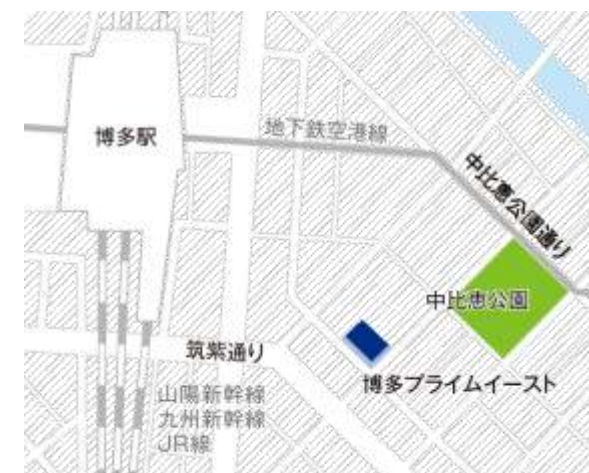 博多駅
地下鉄空港線
中比恵公園通り
中比恵公園
筑紫通り
博多プライムイースト
山陽新幹線
九州新幹線
JR線